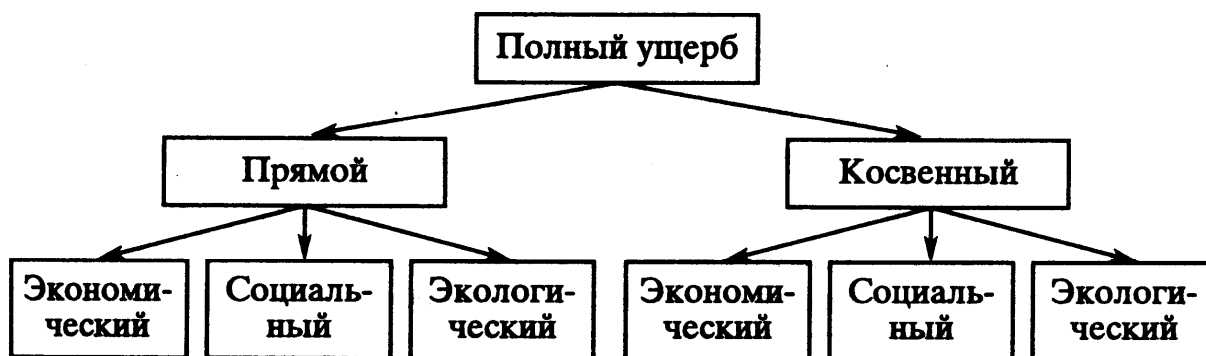 Полный ущерб
Прямой
Косвенный
Экономи-
ческий
Социаль-
ный
Экологи-
ческий
Экономи-
ческий
Социаль-
ный
Экологи-
ческий